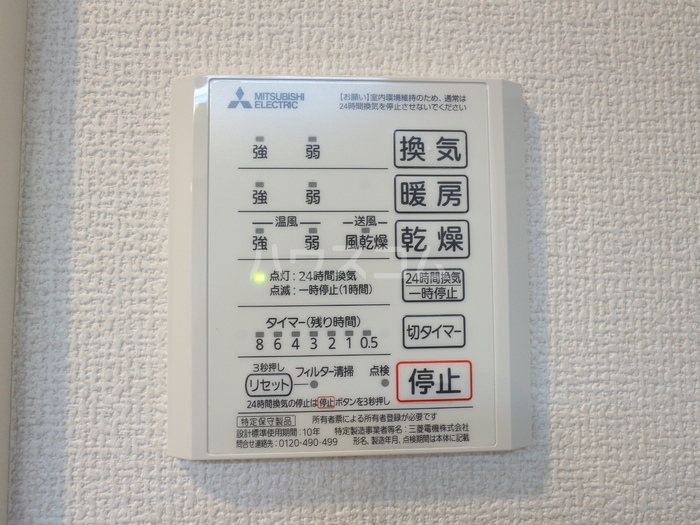 MITSUBISHI
ELECTRIC
【お願い】室内環境維持のため、通常は
24時間換気を停止させないでください
強 弱 換気
強 弱 暖房
温風 送風
強 弱 風乾燥 乾燥
点灯:24時間換気
点滅:一時停止(1時間)
24時間換気
一時停止
タイマー(残り時間)
8 6 4 3 2 1 0.5
切タイマー
3秒押し
リセット フィルター清掃 点検
停止
24時間換気の停止は停止ボタンを3秒押し
特定保守製品 所有者票による所有者登録が必要です
設計標準使用期間:10年 特定製造事業者等名:三菱電機株式会社
問合せ連絡先:0120-490-499 形名、製造年月、点検期間は本体に記載
ハウスコム